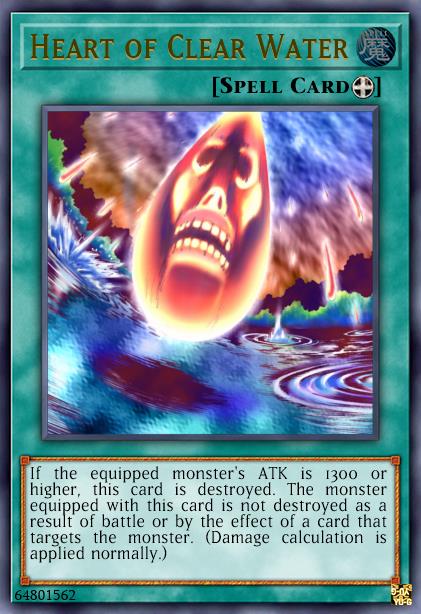 HEART OF CLEAR WATER
魔
[SPELL CARD]
If the equipped monster's ATK is 1300 or
higher, this card is destroyed. The monster
equipped with this card is not destroyed as a
result of battle or by the effect of a card that
targets the monster. (Damage calculation is
applied normally.)
64801562